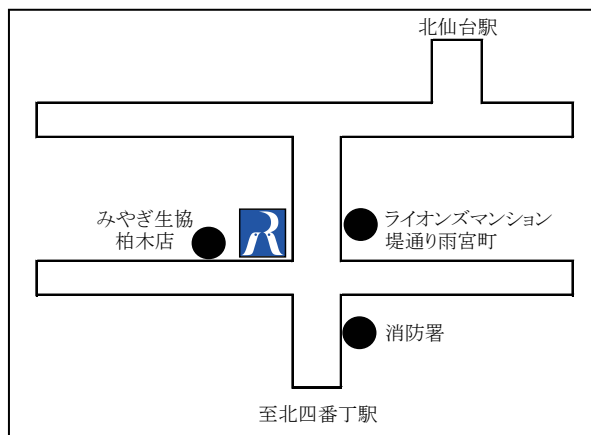 北仙台駅
みやぎ生協
柏木店
R
ライオンズマンション
堤通り雨宮町
消防署
至北四番丁駅